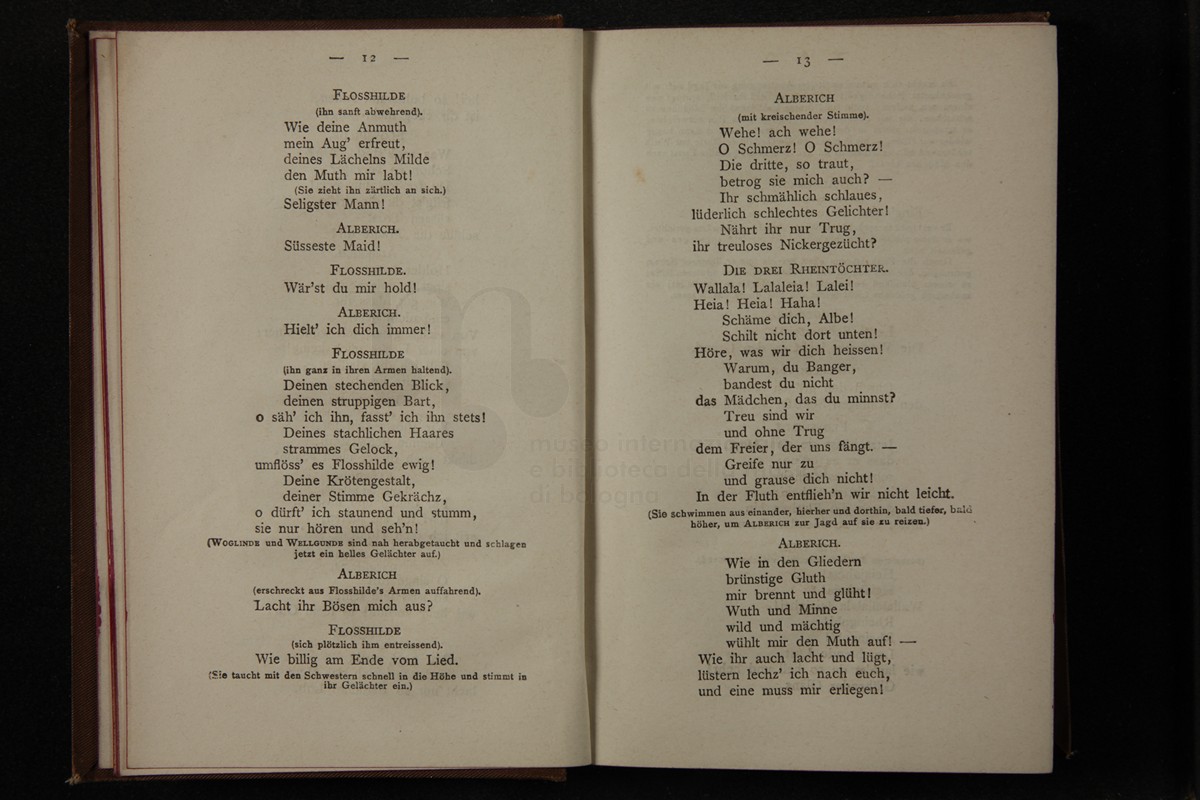 — 12 —
FLOSSHILDE
(ihn sanft abwehrend).
Wie deine Anmuth
mein Aug' erfreut,
deines Lächelns Milde
den Muth mir labt!
(Sie zieht ihn zärtlich an sich.)
Seligster Mann!
ALBERICH.
Süsseste Maid!
FLOSSHILDE.
Wär'st du mir hold!
ALBERICH.
Hielt' ich dich immer!
FLOSSHILDE
(ihn ganz in ihren Armen haltend).
Deinen stechenden Blick,
deinen struppigen Bart,
o säh' ich ihn, fasst' ich ihn stets!
Deines stachlichen Haares
strammes Gelock,
umflöss' es Flosshilde ewig!
Deine Krötengestalt,
deiner Stimme Gekrächz,
o dürft' ich staunend und stumm,
sie nur hören und seh'n!
(WOGLINDE und WELLGUNDE sind nah herabgetaucht und schlagen
jetzt ein helles Gelächter auf.)
ALBERICH
(erschreckt aus Flosshilde's Armen auffahrend).
Lacht ihr Bösen mich aus?
FLOSSHILDE
(sich plötzlich ihm entreissend).
Wie billig am Ende vom Lied.
(Sie taucht mit den Schwestern schnell in die Höhe und stimmt in
ihr Gelächter ein.)
— 13 —
ALBERICH
(mit kreischender Stimme).
Wehe! ach wehe!
O Schmerz! O Schmerz!
Die dritte, so traut,
betrog sie mich auch? —
Ihr schmählich schlaues,
lüderlich schlechtes Gelichter!
Nährt ihr nur Trug,
ihr treuloses Nickergezücht?
DIE DREI RHEINTÖCHTER.
Wallala! Lalaleia! Lalei!
Heia! Heia! Haha!
Schäme dich, Albe!
Schilt nicht dort unten!
Höre, was wir dich heissen!
Warum, du Banger,
bandest du nicht
das Mädchen, das du minnst?
Treu sind wir
und ohne Trug
dem Freier, der uns fängt. —
Greife nur zu
und grause dich nicht!
In der Fluth entflieh'n wir nicht leicht.
(Sie schwimmen aus einander, hierher und dorthin, bald tiefer, bald
höher, um ALBERICH zur Jagd auf sie zu reizen.)
ALBERICH.
Wie in den Gliedern
brünstige Gluth
mir brennt und glüht!
Wuth und Minne
wild und mächtig
wühlt mir den Muth auf! —
Wie ihr auch lacht und lügt,
lüstern lechz' ich nach euch,
und eine muss mir erliegen!
museo
e biblioteca
di bologna